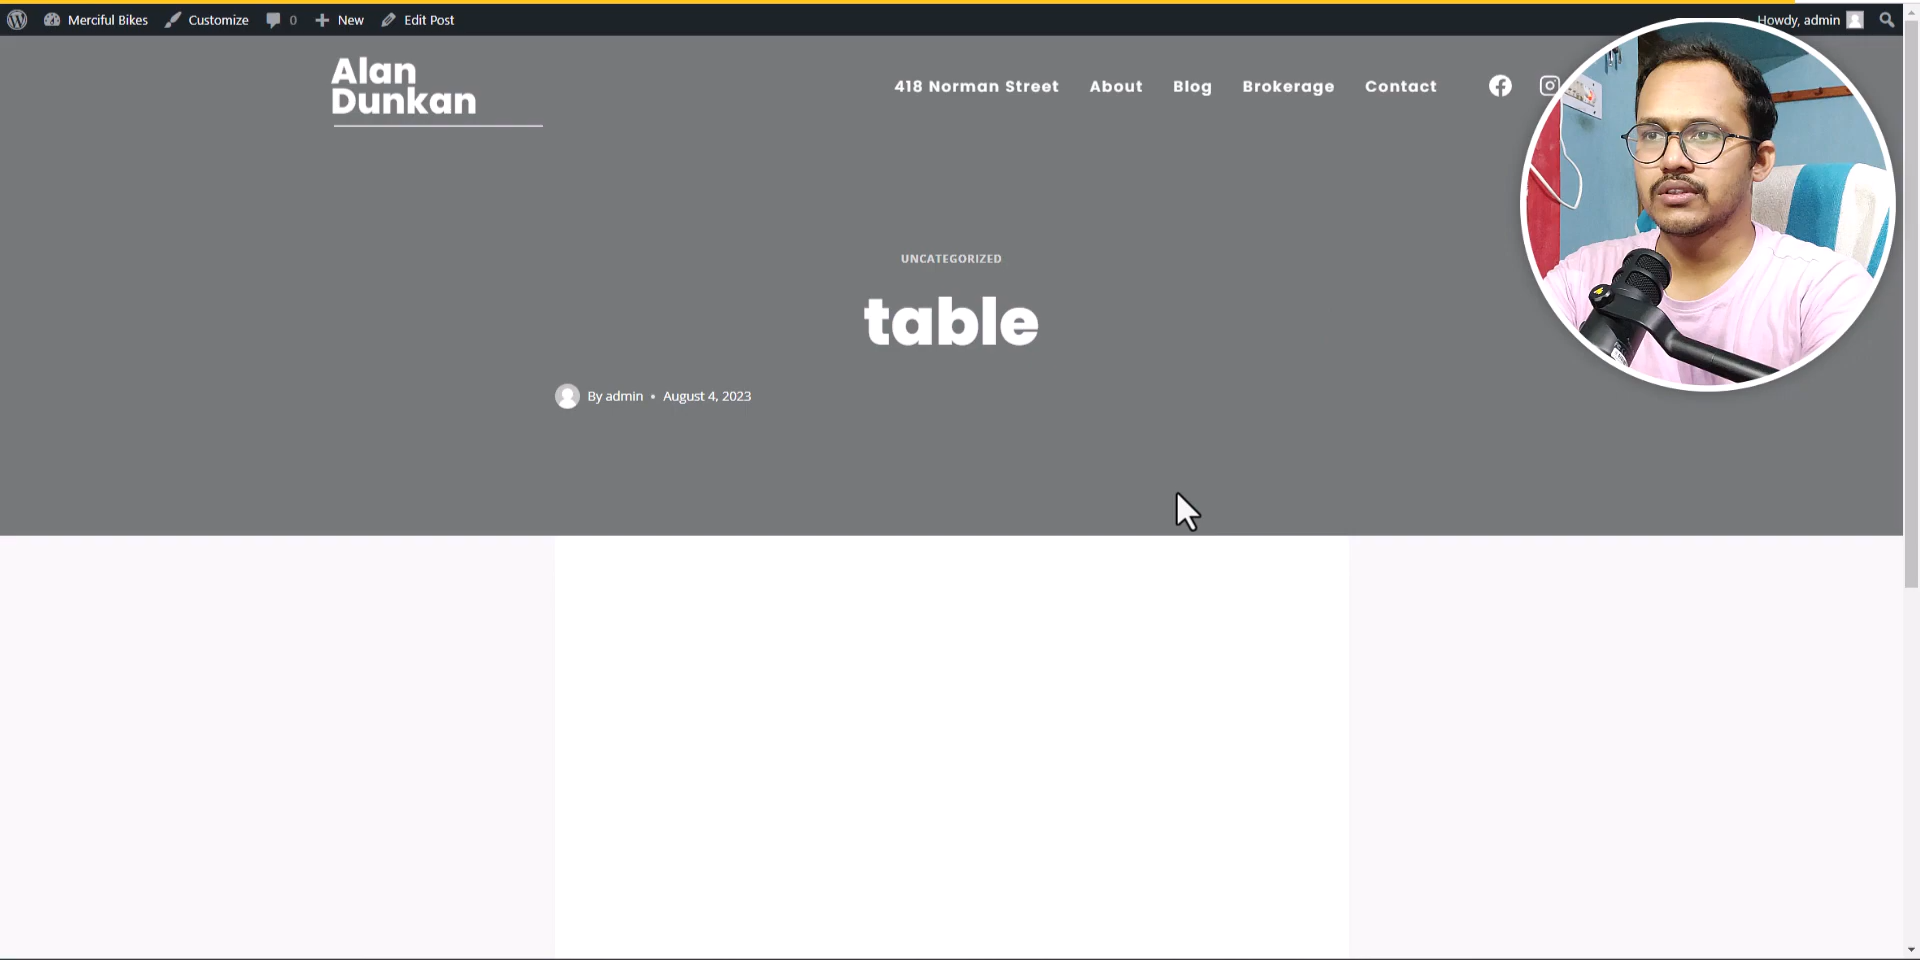 Merciful Bikes Customize 0 New Edit Post Howdy, admin
Alan
Dunkan
418 Norman Street About Blog Brokerage Contact
UNCATEGORIZED
table
By admin • August 4, 2023